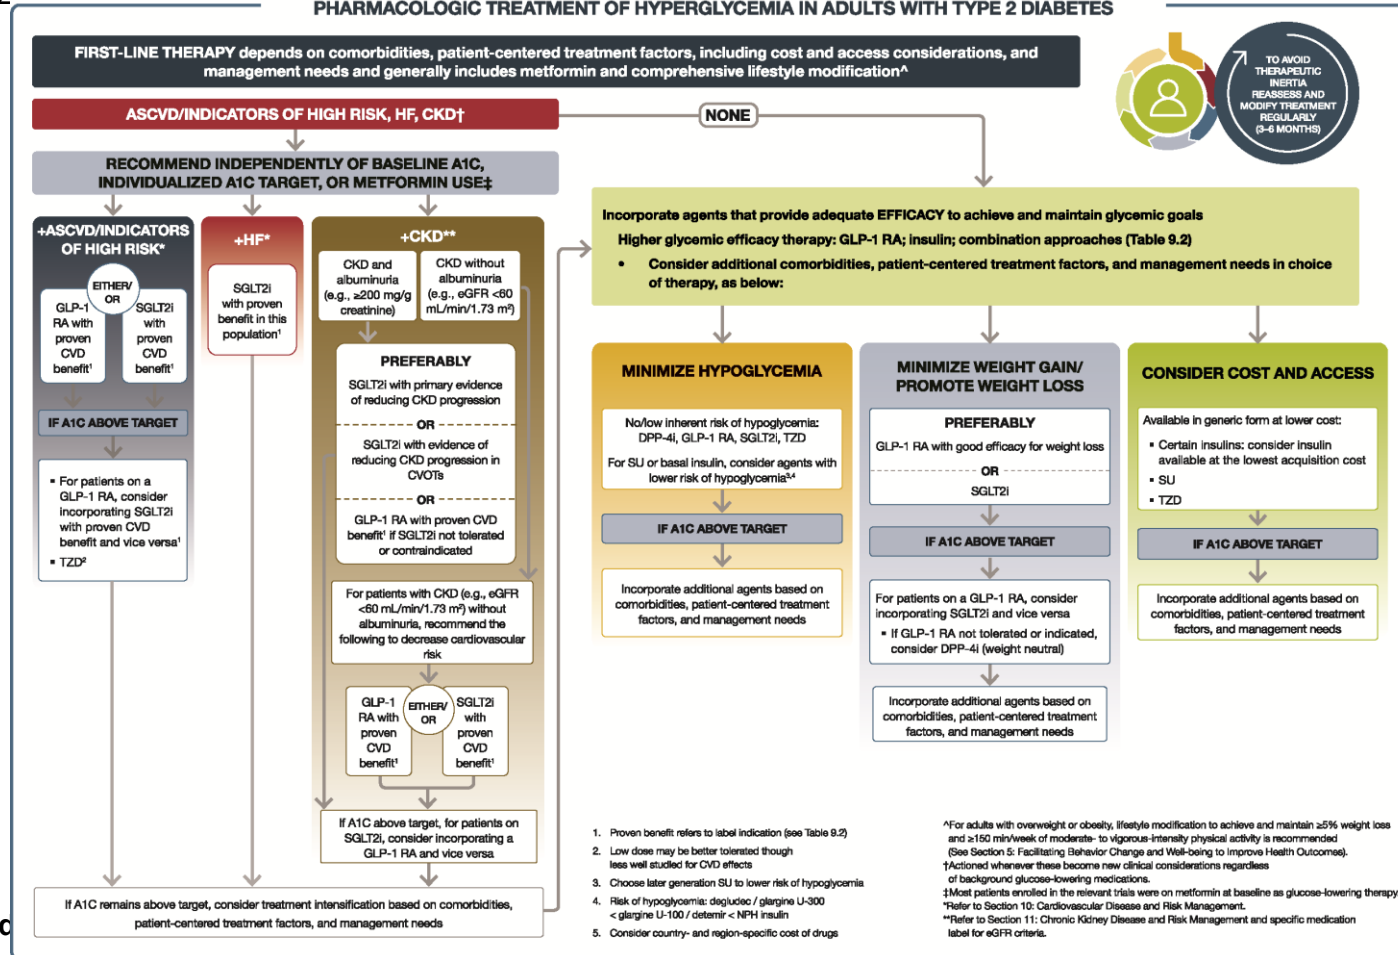 PHARMACOLOGIC TREATMENT OF HYPERGLYCEMIA IN ADULTS WITH TYPE 2 DIABETES
FIRST-LINE THERAPY depends on comorbidities, patient-centered treatment factors, including cost and access considerations, and
management needs and generally includes metformin and comprehensive lifestyle modification^
TO AVOID
THERAPEUTIC
INERTIA
REASSESS AND
MODIFY TREATMENT
REGULARLY
(3–6 MONTHS)
ASCVD/INDICATORS OF HIGH RISK, HF, CKD†
NONE
RECOMMEND INDEPENDENTLY OF BASELINE A1C,
INDIVIDUALIZED A1C TARGET, OR METFORMIN USE‡
+ASCVD/INDICATORS
OF HIGH RISK*
EITHER/
OR
GLP-1
RA with
proven
CVD
benefit¹
SGLT2i
with
proven
CVD
benefit¹
IF A1C ABOVE TARGET
▪ For patients on a
GLP-1 RA, consider
incorporating SGLT2i
with proven CVD
benefit and vice versa¹
▪ TZD²
+HF*
SGLT2i
with proven
benefit in this
population¹
+CKD**
CKD and
albuminuria
(e.g., ≥200 mg/g
creatinine)
CKD without
albuminuria
(e.g., eGFR <60
mL/min/1.73 m²)
PREFERABLY
SGLT2i with primary evidence
of reducing CKD progression
OR
SGLT2i with evidence of
reducing CKD progression in
CVOTs
OR
GLP-1 RA with proven CVD
benefit¹ if SGLT2i not tolerated
or contraindicated
For patients with CKD (e.g., eGFR
<60 mL/min/1.73 m²) without
albuminuria, recommend the
following to decrease cardiovascular
risk
GLP-1
RA with
proven
CVD
benefit¹
EITHER/
OR
SGLT2i
with
proven
CVD
benefit¹
If A1C above target, for patients on
SGLT2i, consider incorporating a
GLP-1 RA and vice versa
If A1C remains above target, consider treatment intensification based on comorbidities,
patient-centered treatment factors, and management needs
Incorporate agents that provide adequate EFFICACY to achieve and maintain glycemic goals
Higher glycemic efficacy therapy: GLP-1 RA; insulin; combination approaches (Table 9.2)
• Consider additional comorbidities, patient-centered treatment factors, and management needs in choice
of therapy, as below:
MINIMIZE HYPOGLYCEMIA
No/low inherent risk of hypoglycemia:
DPP-4i, GLP-1 RA, SGLT2i, TZD
For SU or basal insulin, consider agents with
lower risk of hypoglycemia³,⁴
IF A1C ABOVE TARGET
Incorporate additional agents based on
comorbidities, patient-centered treatment
factors, and management needs
MINIMIZE WEIGHT GAIN/
PROMOTE WEIGHT LOSS
PREFERABLY
GLP-1 RA with good efficacy for weight loss
OR
SGLT2i
IF A1C ABOVE TARGET
For patients on a GLP-1 RA, consider
incorporating SGLT2i and vice versa
▪ If GLP-1 RA not tolerated or indicated,
consider DPP-4i (weight neutral)
Incorporate additional agents based on
comorbidities, patient-centered treatment
factors, and management needs
CONSIDER COST AND ACCESS
Available in generic form at lower cost:
▪ Certain insulins: consider insulin
available at the lowest acquisition cost
▪ SU
▪ TZD
IF A1C ABOVE TARGET
Incorporate additional agents based on
comorbidities, patient-centered treatment
factors, and management needs
1. Proven benefit refers to label indication (see Table 9.2)
2. Low dose may be better tolerated though
less well studied for CVD effects
3. Choose later generation SU to lower risk of hypoglycemia
4. Risk of hypoglycemia: degludec / glargine U-300
< glargine U-100 / detemir < NPH insulin
5. Consider country- and region-specific cost of drugs
^For adults with overweight or obesity, lifestyle modification to achieve and maintain ≥5% weight loss
and ≥150 min/week of moderate- to vigorous-intensity physical activity is recommended
(See Section 5: Facilitating Behavior Change and Well-being to Improve Health Outcomes).
†Actioned whenever these become new clinical considerations regardless
of background glucose-lowering medications.
‡Most patients enrolled in the relevant trials were on metformin at baseline as glucose-lowering therapy.
*Refer to Section 10: Cardiovascular Disease and Risk Management.
**Refer to Section 11: Chronic Kidney Disease and Risk Management and specific medication
label for eGFR criteria.